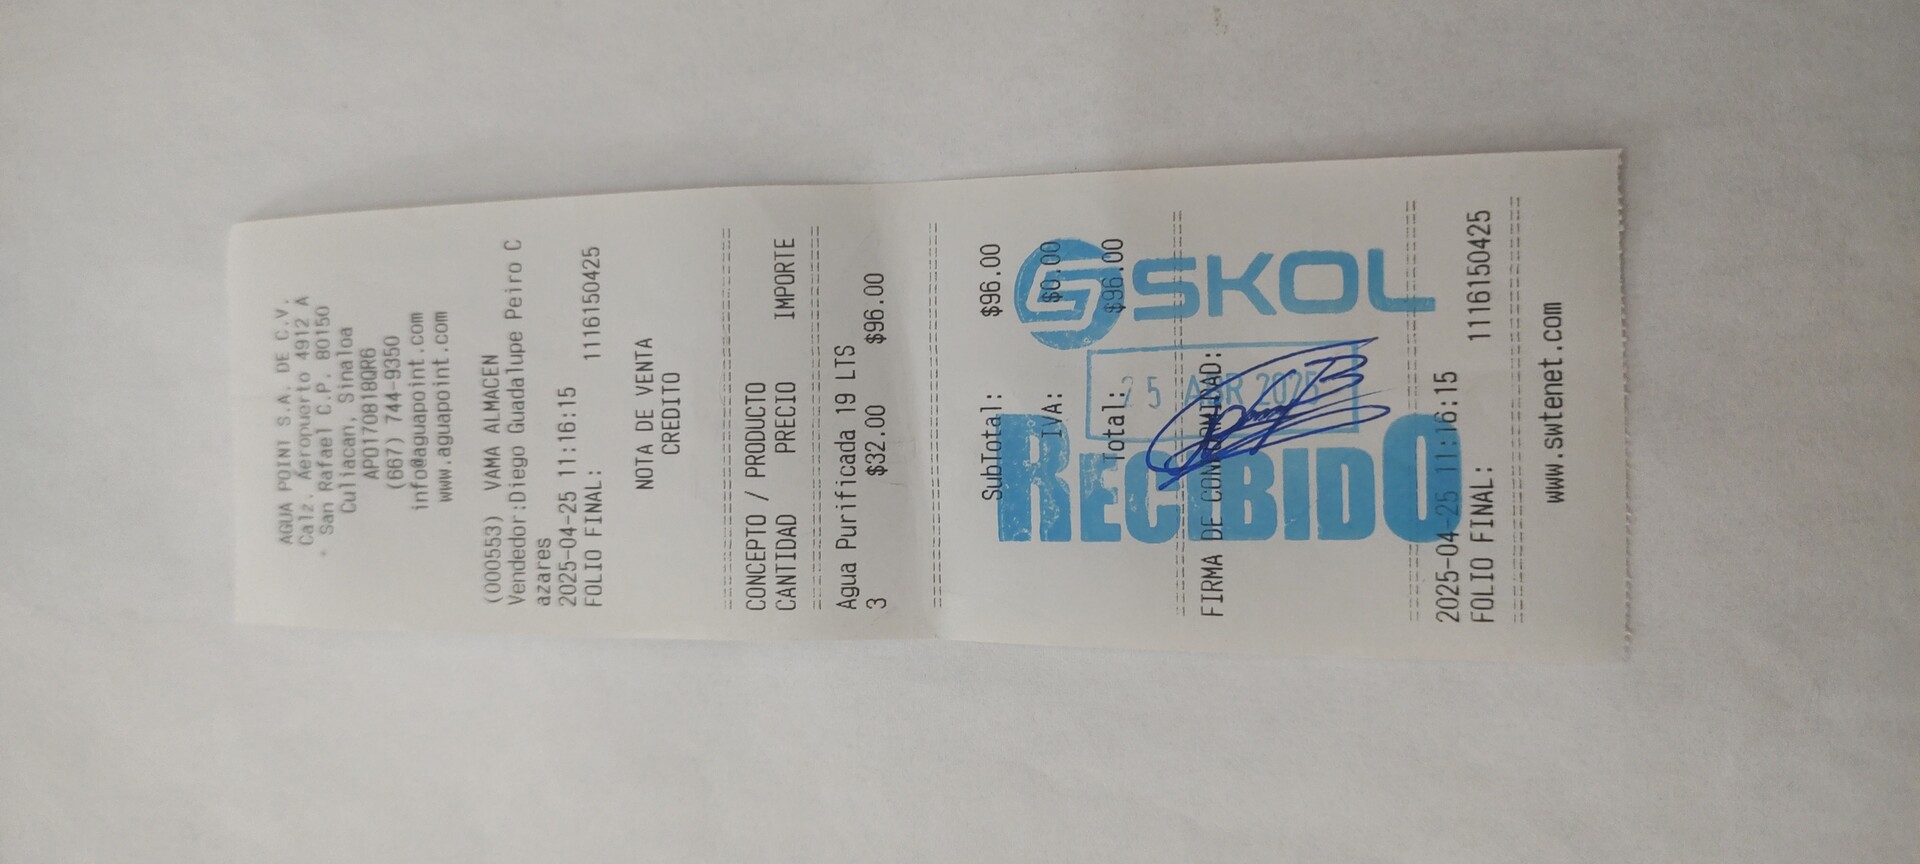 AGUA POINT S.A. DE C.V.
Calz. Aeropuerto 4912 A
* San Rafael C.P. 80150
Culiacan, Sinaloa
APO170818QR6
(667) 744-9350
info@aguapoint.com
www.aguapoint.com
(000553) VAMA ALMACEN
Vendedor:Diego Guadalupe Peiro C
azares
2025-04-25 11:16:15
FOLIO FINAL: 1116150425
NOTA DE VENTA
CREDITO
================================
CONCEPTO / PRODUCTO
CANTIDAD PRECIO IMPORTE
================================
Agua Purificada 19 LTS
3 $32.00 $96.00
================================
SubTotal: $96.00
IVA: $0.00
Total: $96.00
================================
FIRMA DE CONFORMIDAD:
SKOL
25 ABR 2025
RECIBIDO
================================
2025-04-25 11:16:15
FOLIO FINAL: 1116150425
================================
www.swtenet.com